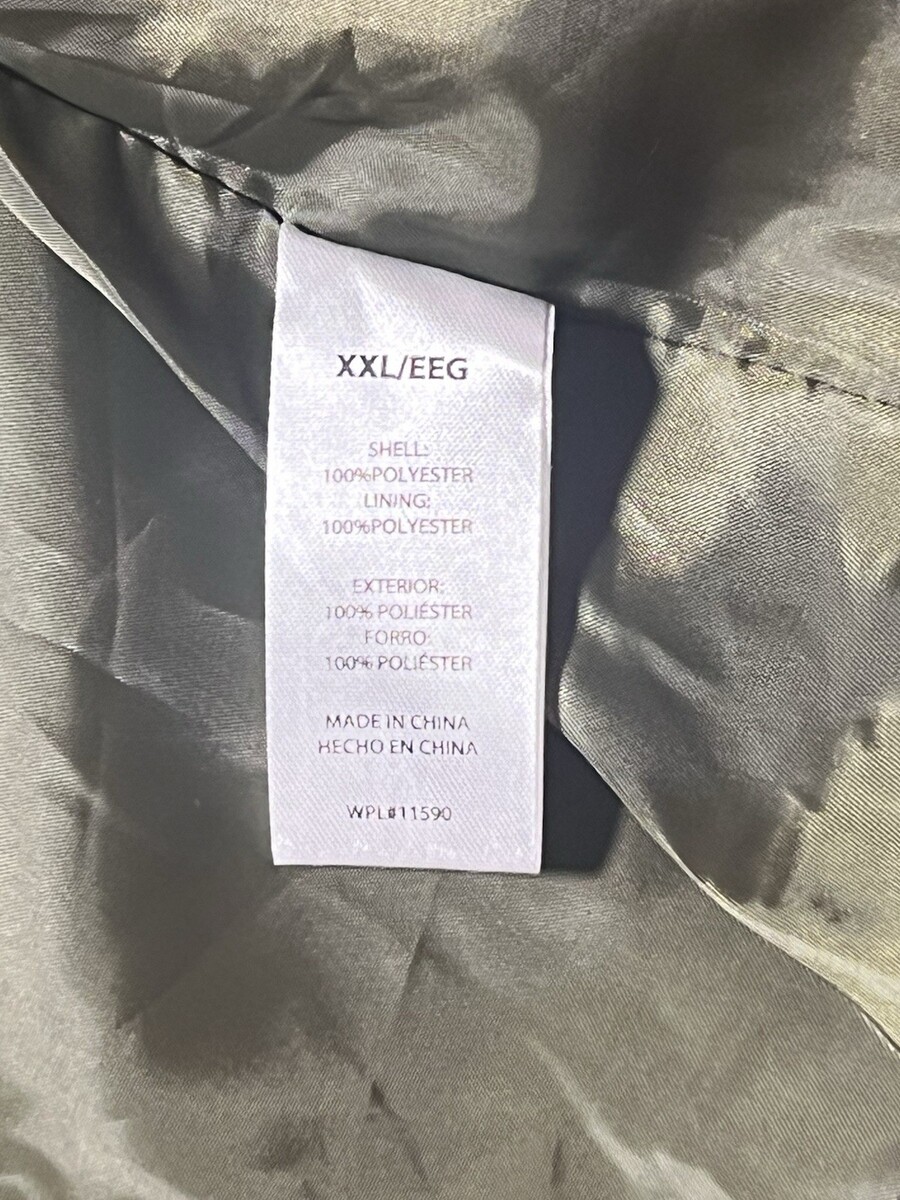 XXL/EEG
SHELL:
100%POLYESTER
LINING:
100%POLYESTER
EXTERIOR:
100% POLIÉSTER
FORRO:
100% POLIÉSTER
MADE IN CHINA
HECHO EN CHINA
WPL#11590